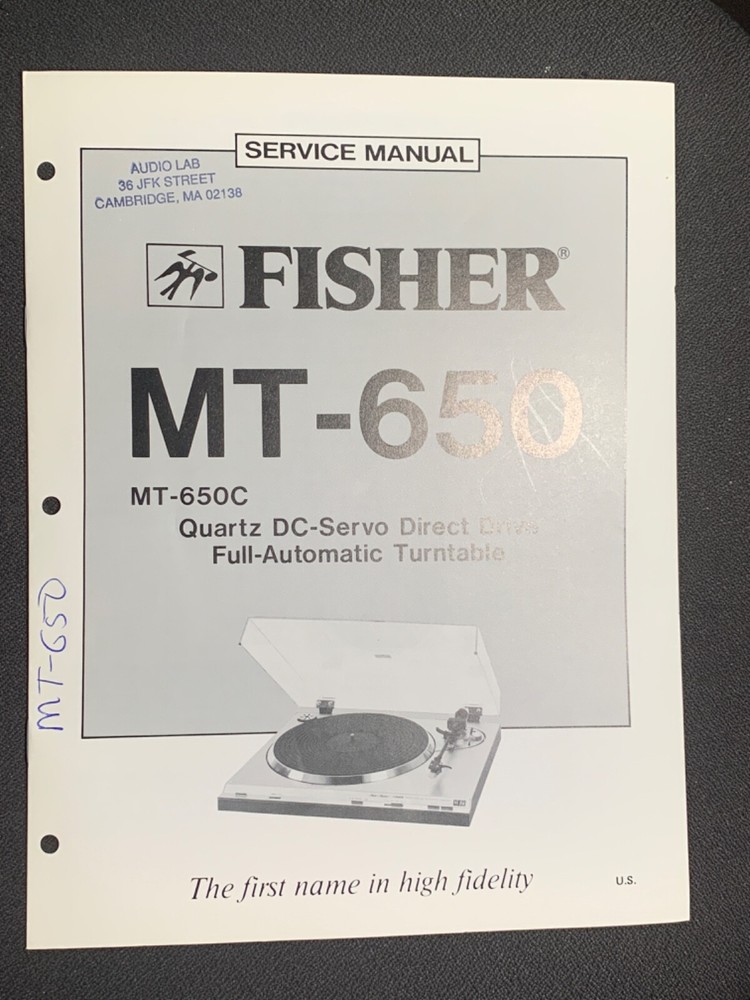 SERVICE MANUAL
AUDIO LAB
36 JFK STREET
CAMBRIDGE, MA 02138
FISHER®
MT-650
MT-650C
Quartz DC-Servo Direct Drive
Full-Automatic Turntable
MT-650
The first name in high fidelity
U.S.